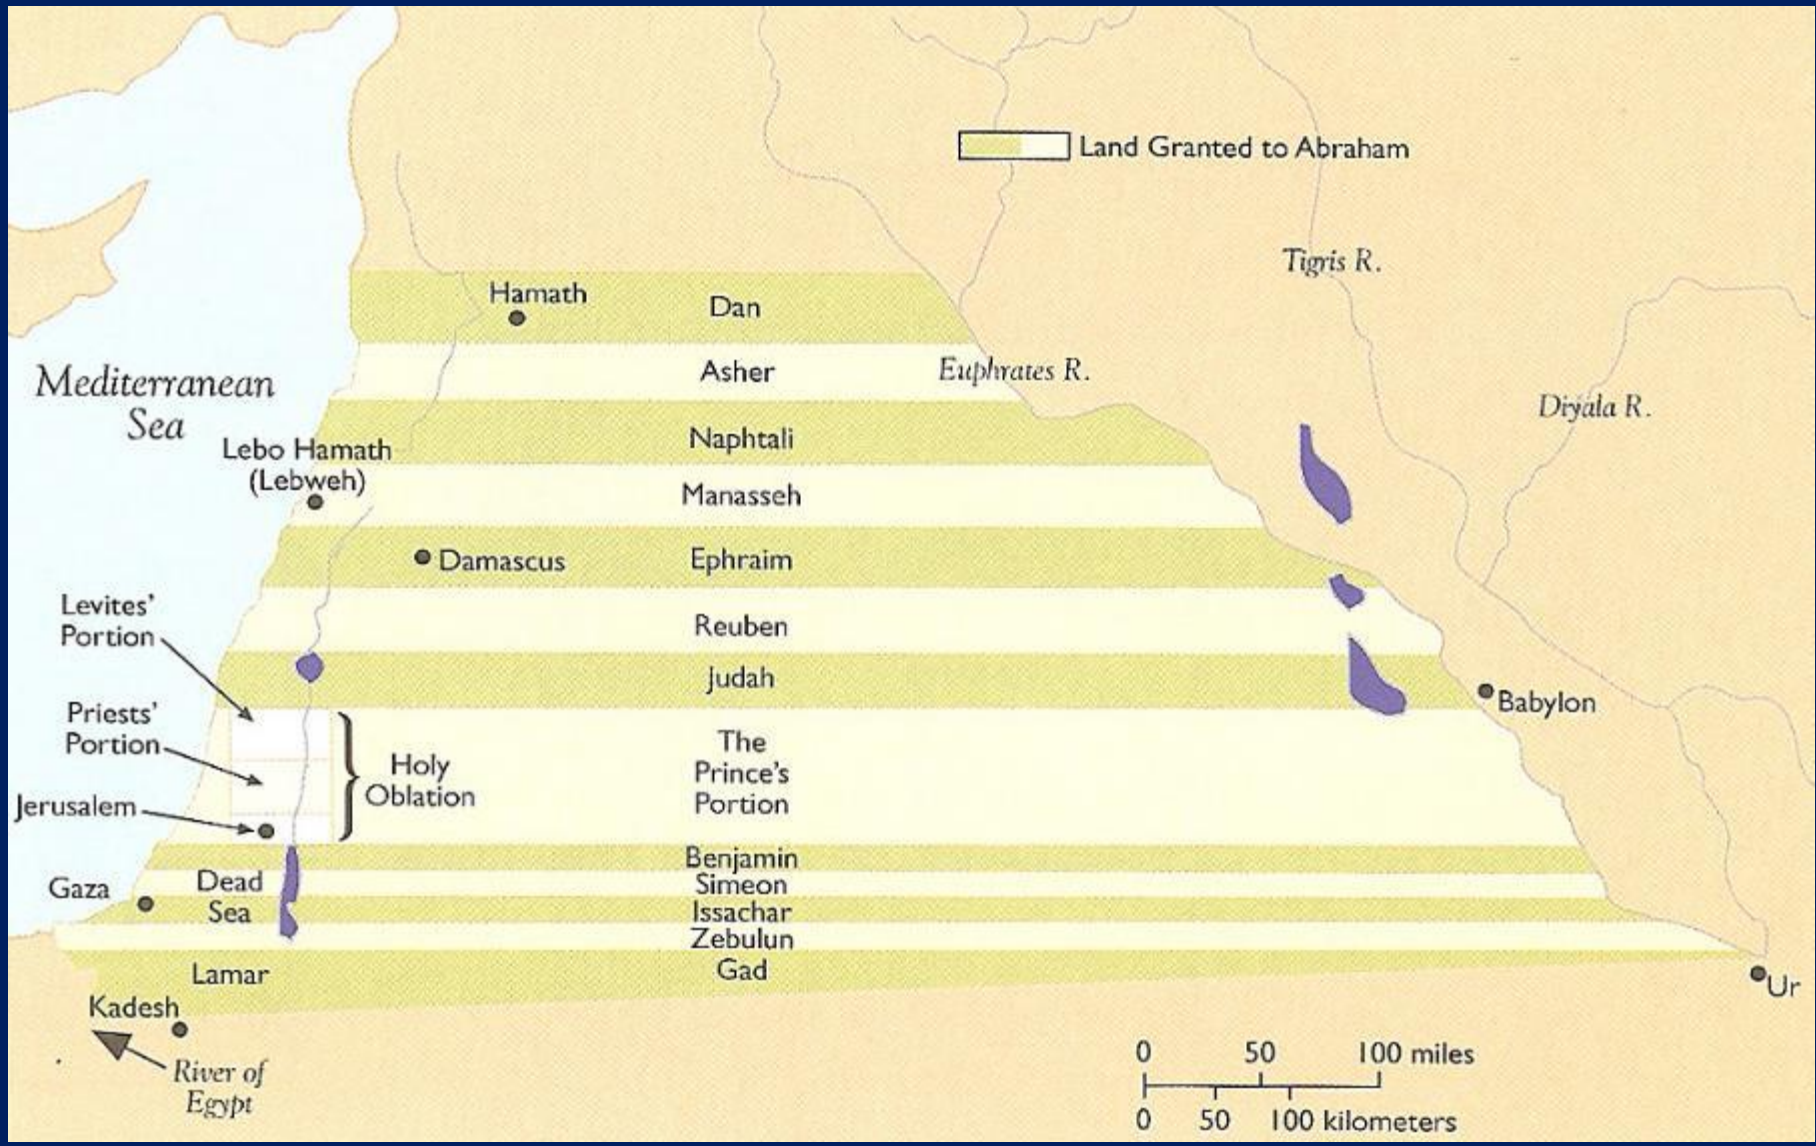 Land Granted to Abraham
Tigris R.
Hamath
Dan
Mediterranean
Sea
Asher
Euphrates R.
Diyala R.
Naphtali
Lebo Hamath
(Lebweh)
Manasseh
Damascus
Ephraim
Levites'
Portion
Reuben
Judah
Babylon
Priests'
Portion
Holy
Oblation
The
Prince's
Portion
Jerusalem
Benjamin
Gaza
Dead
Sea
Simeon
Issachar
Zebulun
Lamar
Gad
Ur
Kadesh
River of
Egypt
0 50 100 miles
0 50 100 kilometers